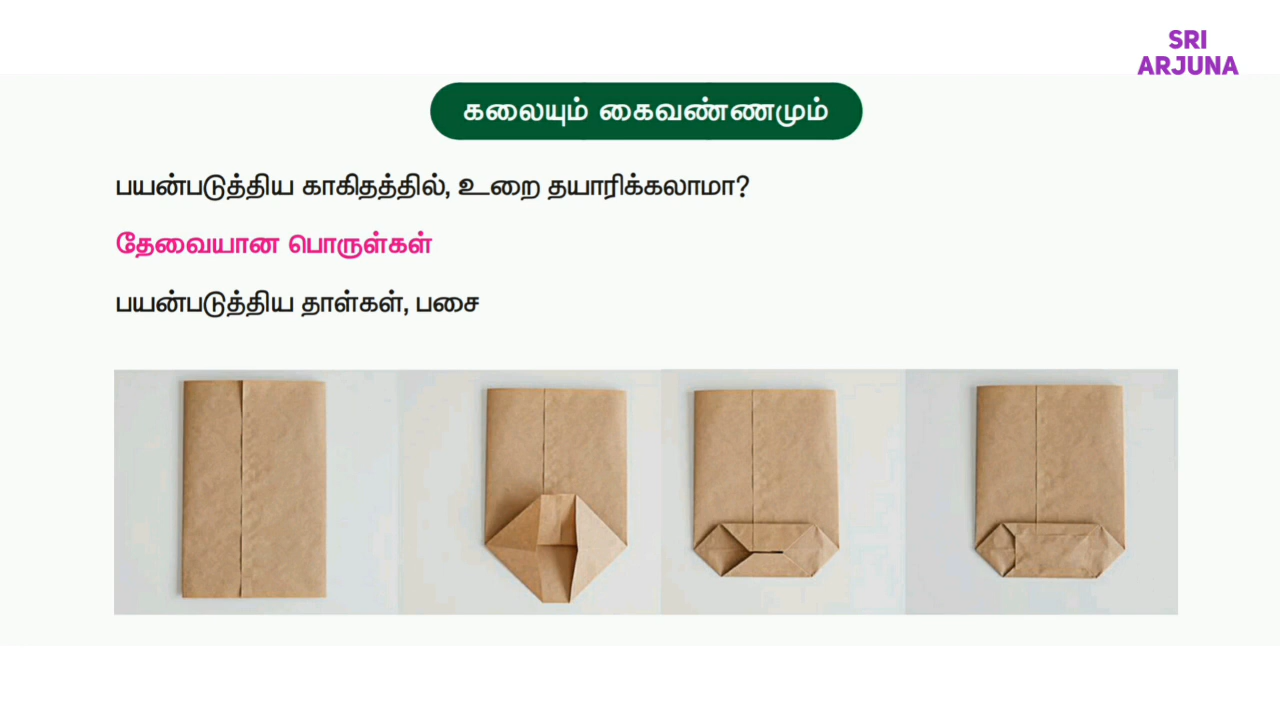 SRI
ARJUNA
கலையும் கைவண்ணமும்
பயன்படுத்திய காகிதத்தில், உறை தயாரிக்கலாமா?
தேவையான பொருள்கள்
பயன்படுத்திய தாள்கள், பசை